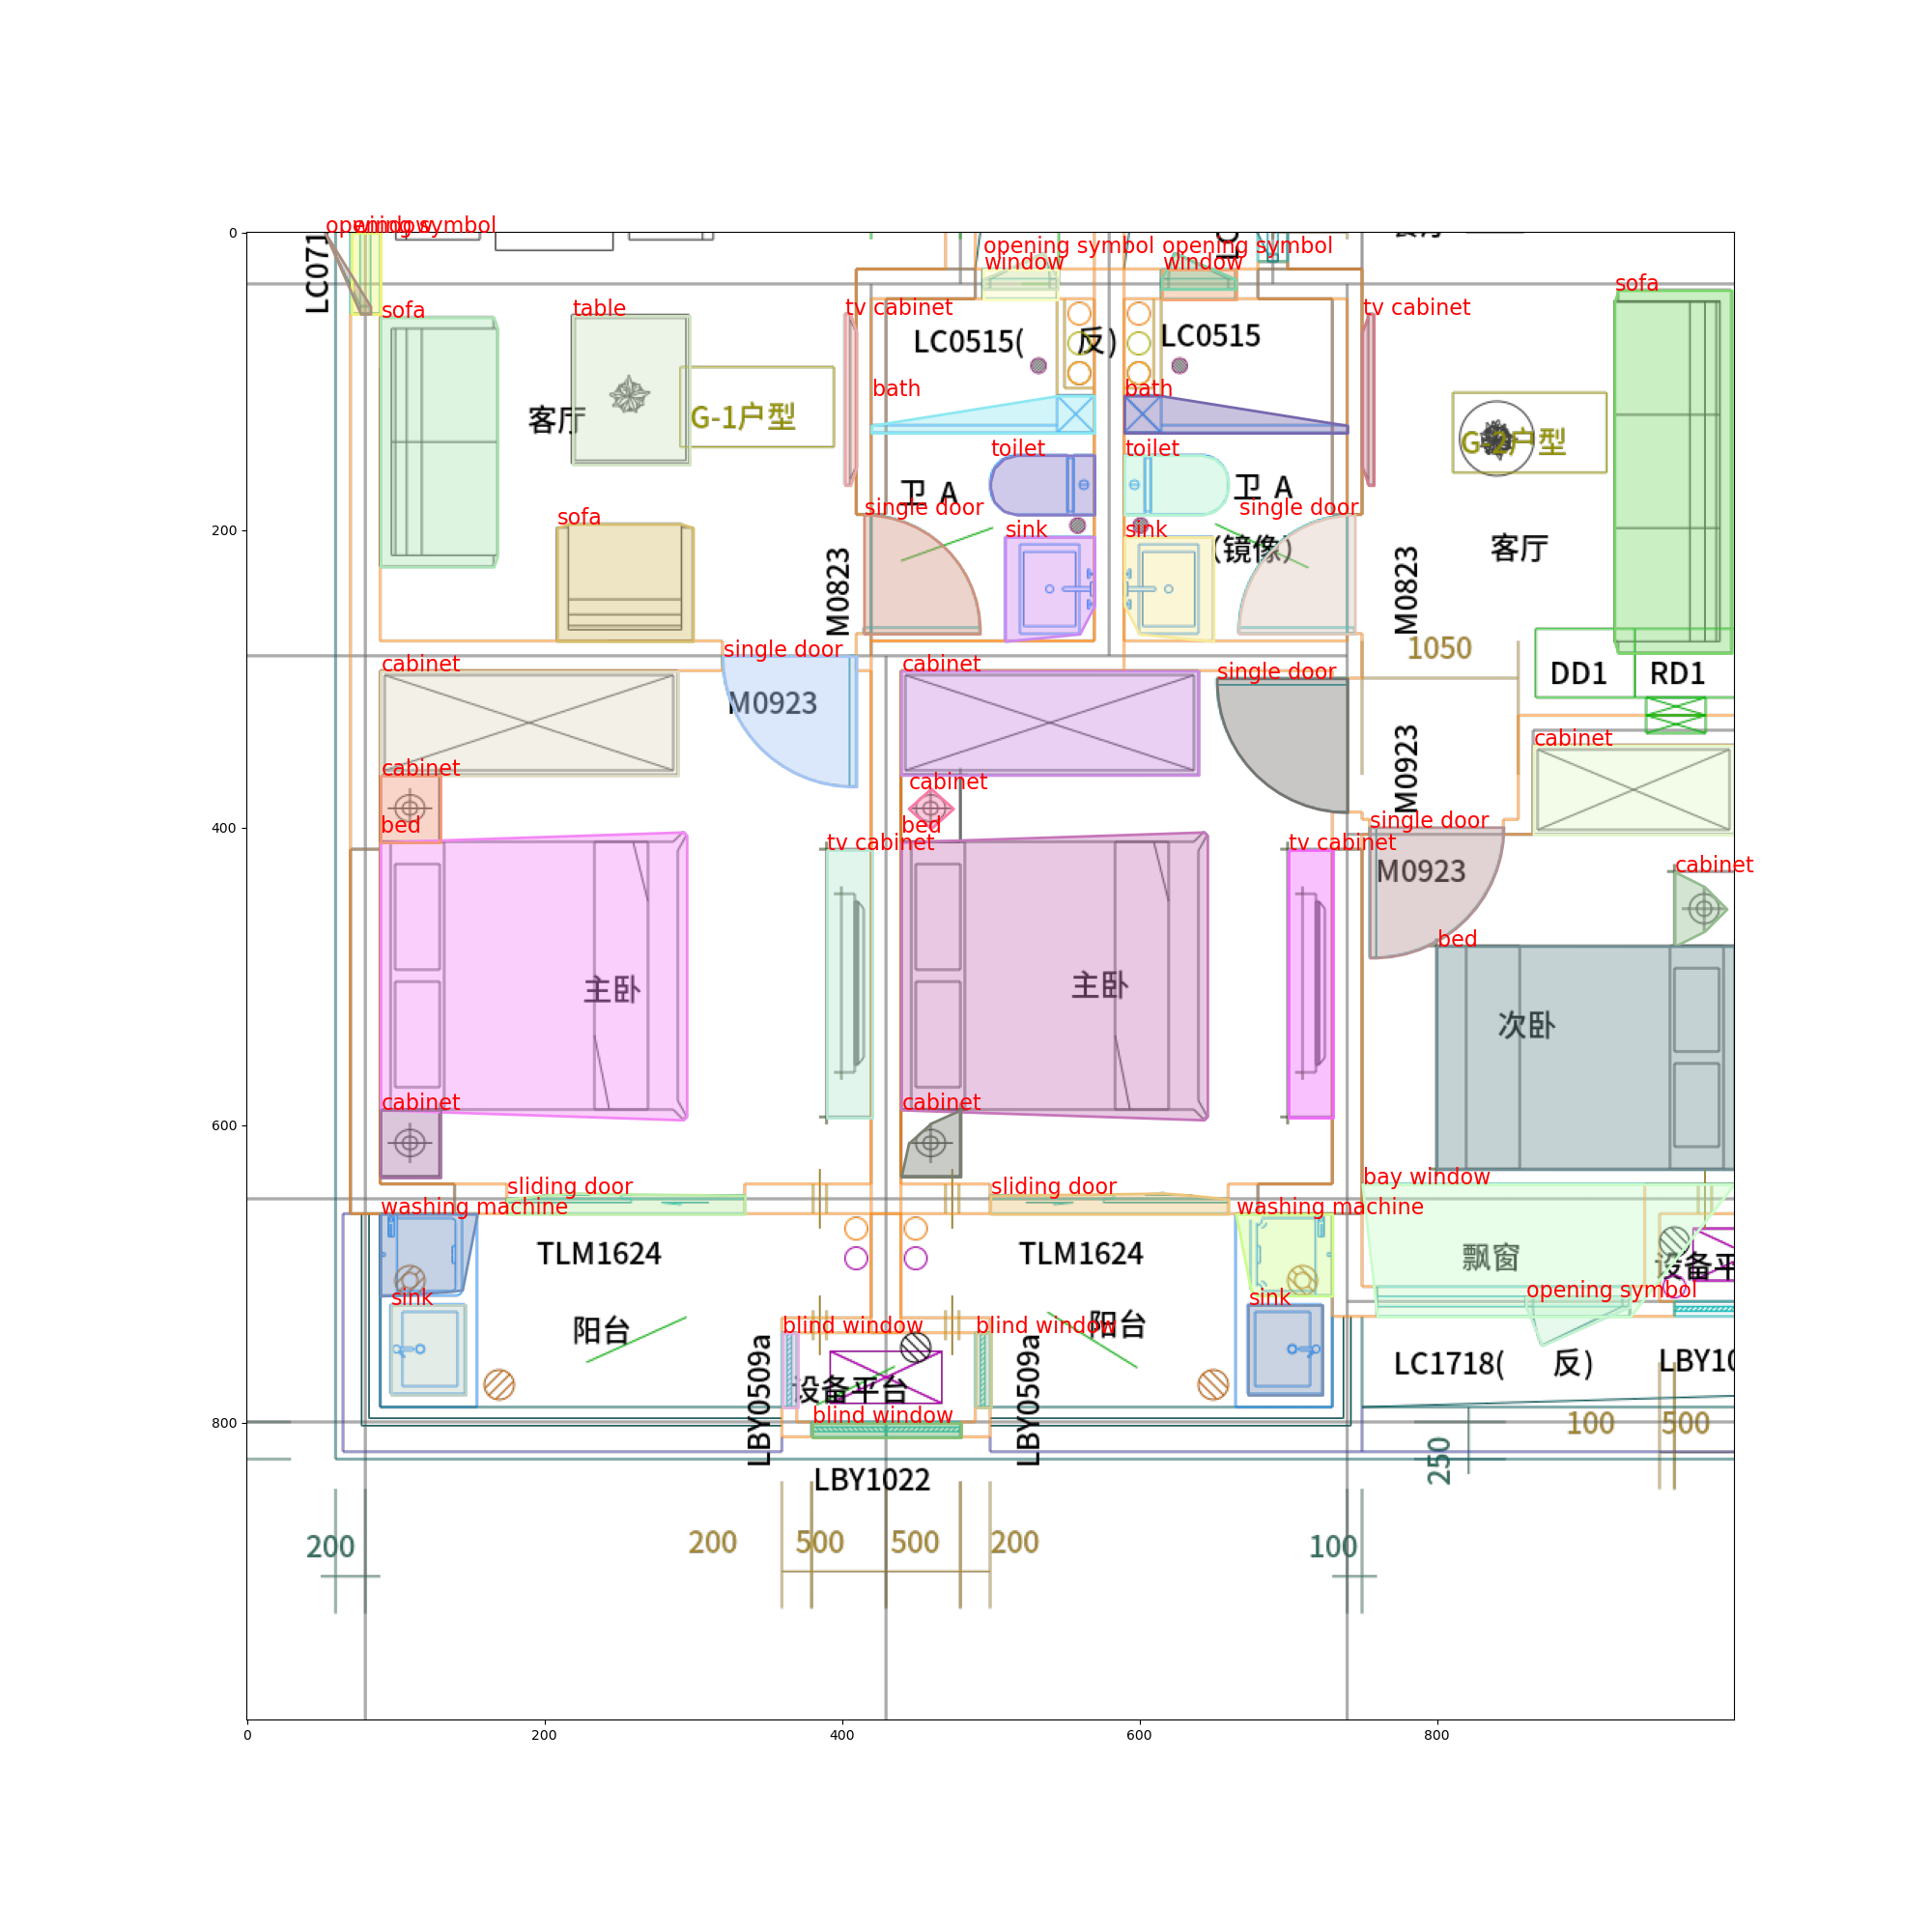 opening symbol
window
LC071
opening symbol
opening symbol
window
window
0
sofa
table
tv cabinet
tv cabinet
sofa
LC0515(
反)
LC0515
bath
bath
客厅
G-1户型
G-2户型
toilet
toilet
卫 A
卫 A
single door
single door
200
sofa
sink
sink
(镜像)
客厅
M0823
M0823
1050
single door
cabinet
cabinet
single door
DD1
RD1
M0923
M0923
cabinet
cabinet
cabinet
400
bed
bed
single door
tv cabinet
tv cabinet
M0923
cabinet
bed
主卧
主卧
次卧
cabinet
cabinet
600
bay window
sliding door
sliding door
washing machine
washing machine
TLM1624
TLM1624
飘窗
设备平
sink
sink
opening symbol
阳台
阳台
blind window
blind window
LBY0509a
LBY0509a
LC1718(
反)
LBY10
设备平台
blind window
800
100
500
250
LBY1022
200
200
500
500
200
100
0
200
400
600
800